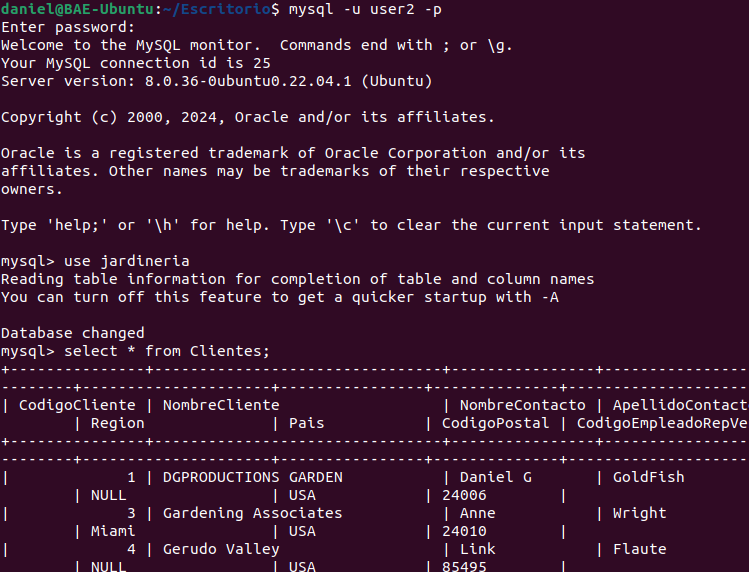 daniel@BAE-Ubuntu:~/Escritorio$ mysql -u user2 -p
Enter password:
Welcome to the MySQL monitor.  Commands end with ; or \g.
Your MySQL connection id is 25
Server version: 8.0.36-0ubuntu0.22.04.1 (Ubuntu)

Copyright (c) 2000, 2024, Oracle and/or its affiliates.

Oracle is a registered trademark of Oracle Corporation and/or its
affiliates. Other names may be trademarks of their respective
owners.

Type 'help;' or '\h' for help. Type '\c' to clear the current input statement.

mysql> use jardineria
Reading table information for completion of table and column names
You can turn off this feature to get a quicker startup with -A

Database changed
mysql> select * from Clientes;
+---------------+--------------------------------+----------------+----------------
--------+---------------------+----------------+--------------+--------------------
| CodigoCliente | NombreCliente                  | NombreContacto | ApellidoContact
        | Region              | Pais           | CodigoPostal | CodigoEmpleadoRepVe
+---------------+--------------------------------+----------------+----------------
--------+---------------------+----------------+--------------+--------------------
|             1 | DGPRODUCTIONS GARDEN           | Daniel G       | GoldFish
        | NULL                | USA            | 24006        |
|             3 | Gardening Associates           | Anne           | Wright
        | Miami               | USA            | 24010        |
|             4 | Gerudo Valley                  | Link           | Flaute
        | NULL                | USA            | 85495        |